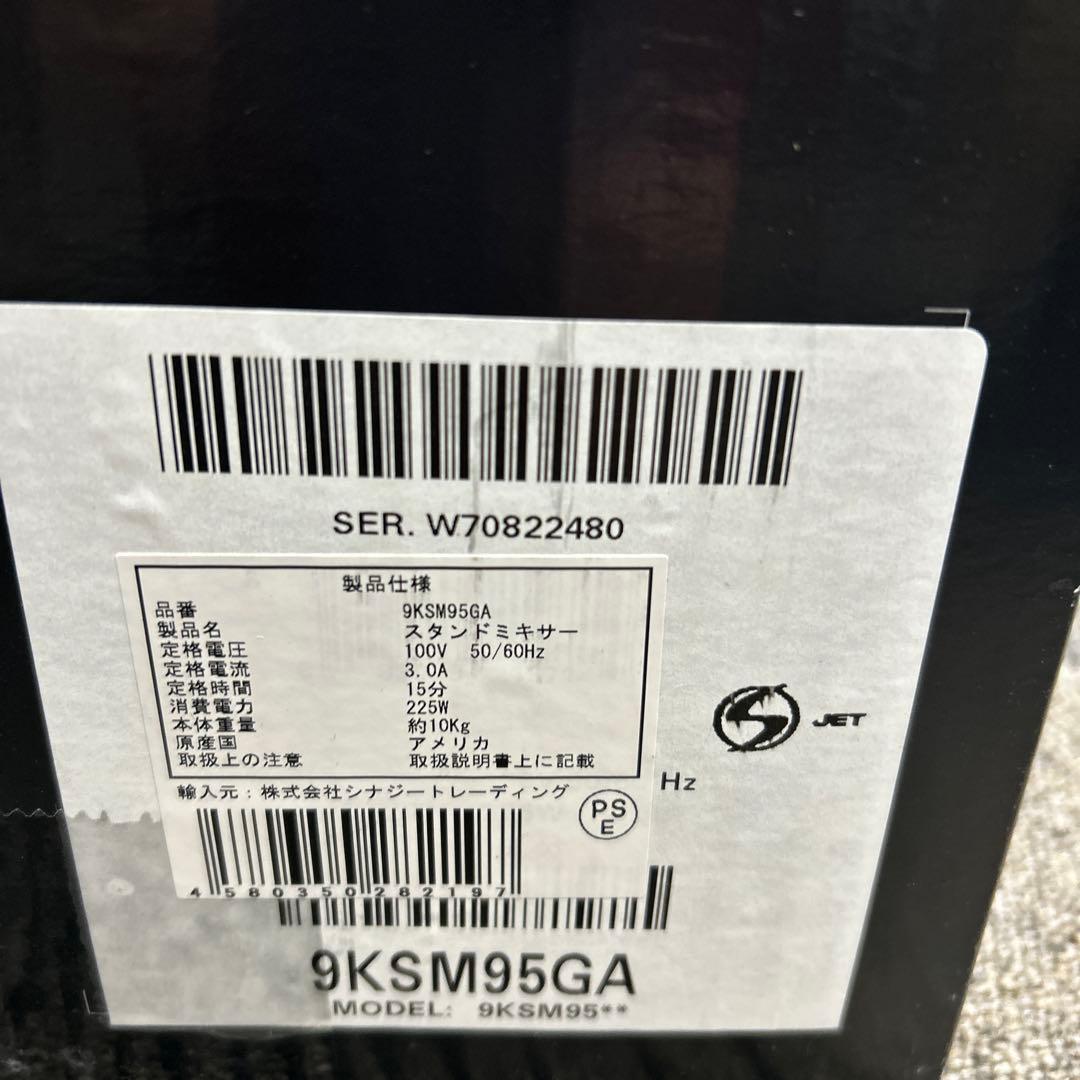 SER. W70822480
製品仕様
品番 9KSM95GA
製品名 スタンドミキサー
定格電圧 100V 50/60Hz
定格電流 3.0A
定格時間 15分
消費電力 225W
本体重量 約10Kg
原産国 アメリカ
取扱上の注意 取扱説明書上に記載
JET
Hz
輸入元：株式会社シナジートレーディング
PS
E
4580350282197
9KSM95GA
MODEL: 9KSM95**